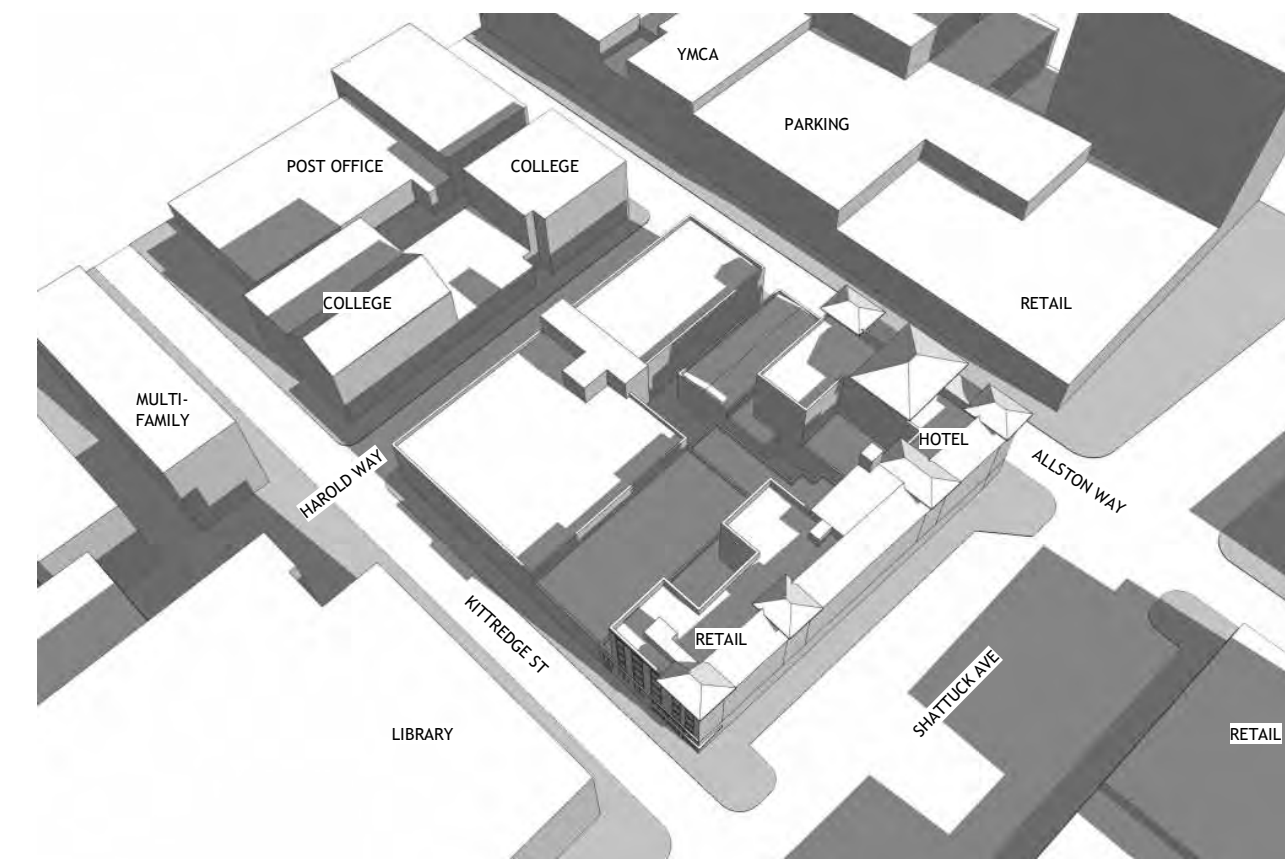 YMCA
PARKING
POST OFFICE
COLLEGE
COLLEGE
RETAIL
MULTI-
FAMILY
HOTEL
HAROLD WAY
ALLSTON WAY
KITTREDGE ST
RETAIL
SHATTUCK AVE
LIBRARY
RETAIL